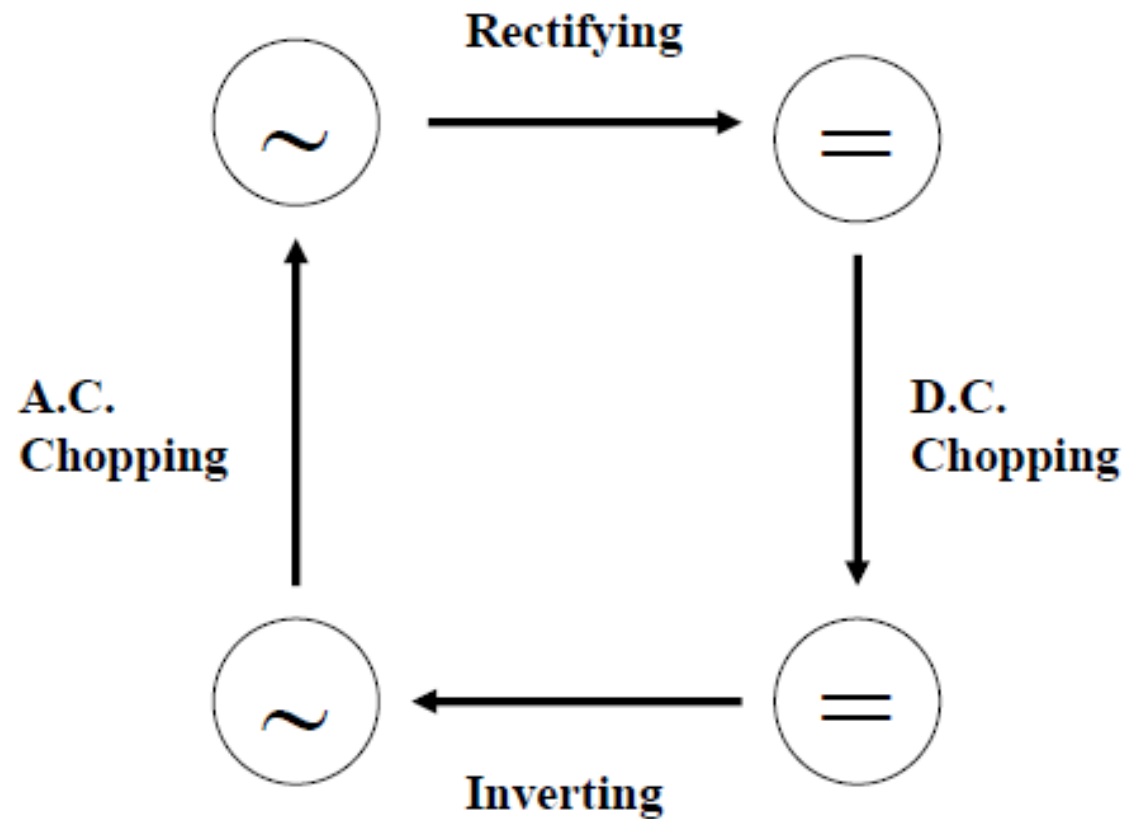 Rectifying
~
=
A.C.
Chopping
D.C.
Chopping
~
=
Inverting